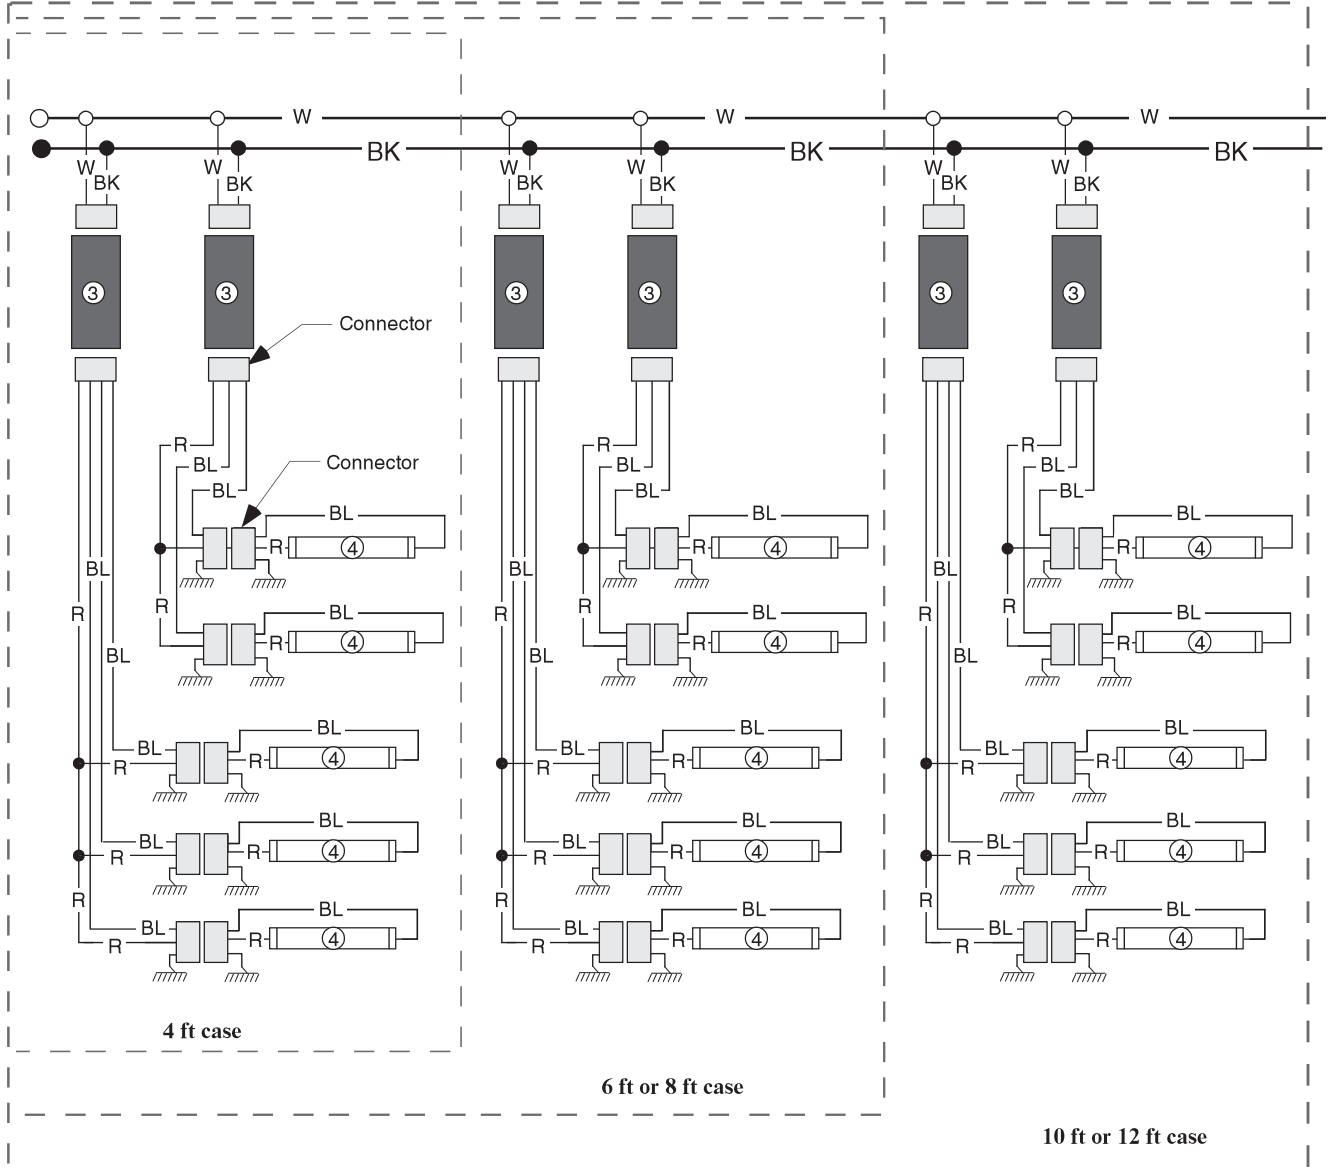 W W W
BK BK BK
W W W W W W
BK BK BK BK BK BK
3 3 3 3 3 3
Connector
R R R
Connector
BL BL BL
BL BL BL
BL BL BL
R 4 R 4 R 4
BL BL BL
R R R R R R
BL BL BL
R 4 R 4 R 4
BL BL BL
BL BL BL
BL BL BL
R R 4 R R 4 R R 4
BL BL BL
BL BL BL
R R 4 R R 4 R R 4
R R R
BL BL BL
BL BL BL
R R 4 R R 4 R R 4
4 ft case
6 ft or 8 ft case
10 ft or 12 ft case